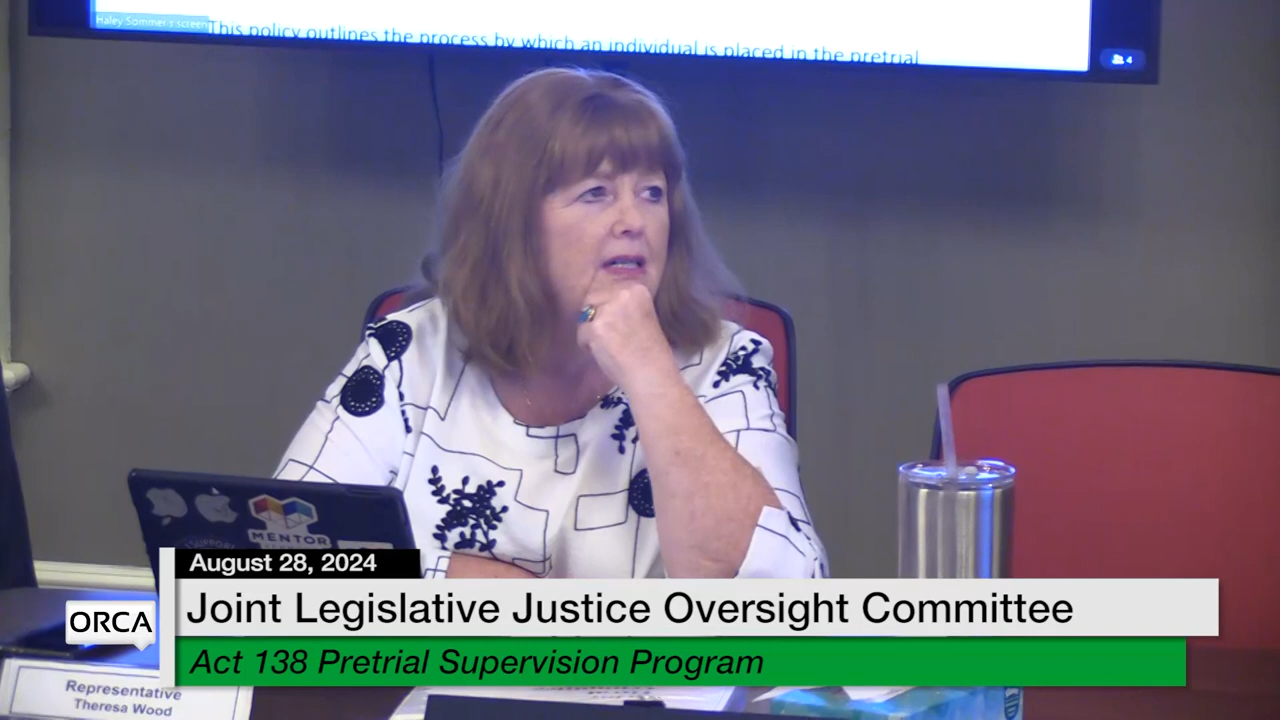 Haley Sommer's screen
This policy outlines the process by which an individual is placed in the pretrial
4
MENTOR
August 28, 2024
Joint Legislative Justice Oversight Committee
ORCA
Act 138 Pretrial Supervision Program
Representative
Theresa Wood